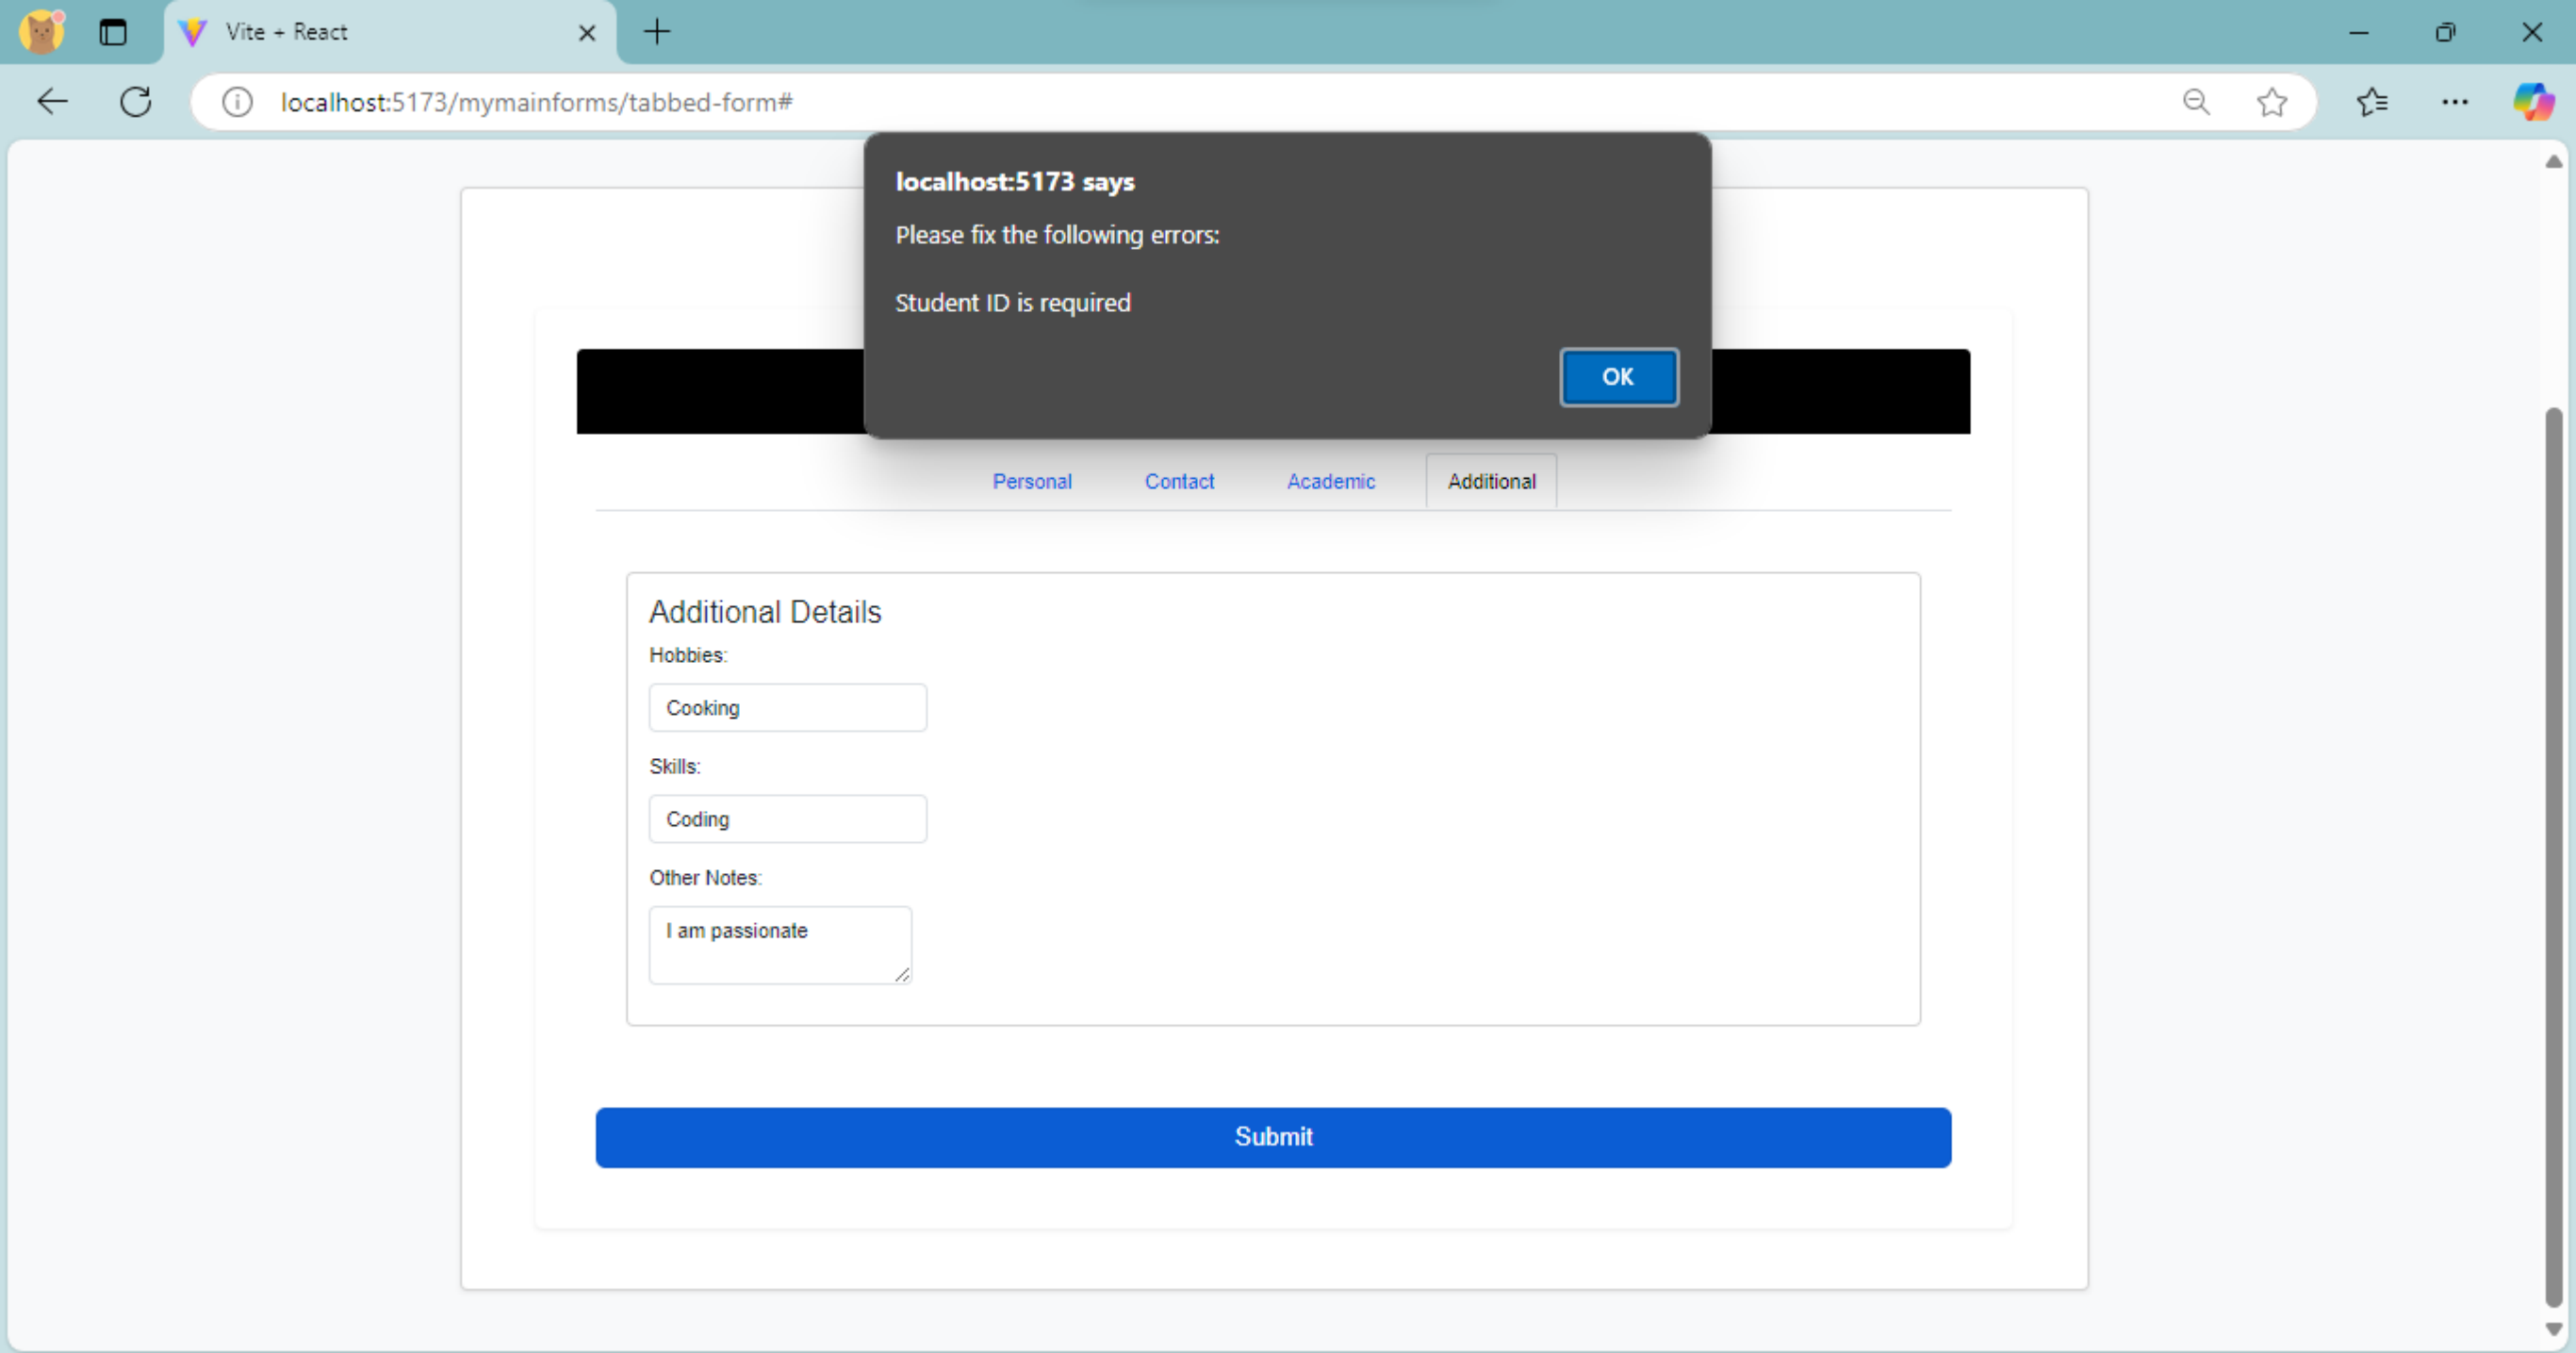 Vite + React
localhost:5173/mymainforms/tabbed-form#
localhost:5173 says
Please fix the following errors:
Student ID is required
OK
Personal Contact Academic Additional
Additional Details
Hobbies:
Cooking
Skills:
Coding
Other Notes:
I am passionate
Submit